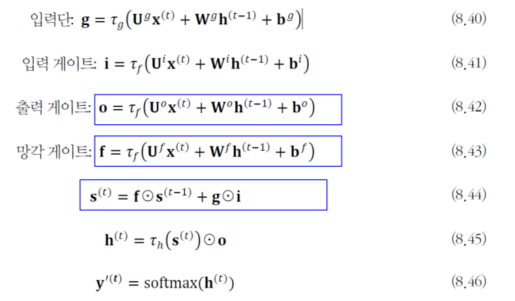 입력단: g = τ_g(U^g x^(t) + W^g h^(t−1) + b^g) (8.40)
입력 게이트: i = τ_f(U^i x^(t) + W^i h^(t−1) + b^i) (8.41)
출력 게이트: o = τ_f(U^o x^(t) + W^o h^(t−1) + b^o) (8.42)
망각 게이트: f = τ_f(U^f x^(t) + W^f h^(t−1) + b^f) (8.43)
s^(t) = f⊙s^(t−1) + g⊙i (8.44)
h^(t) = τ_h(s^(t))⊙o (8.45)
y′^(t) = softmax(h^(t)) (8.46)